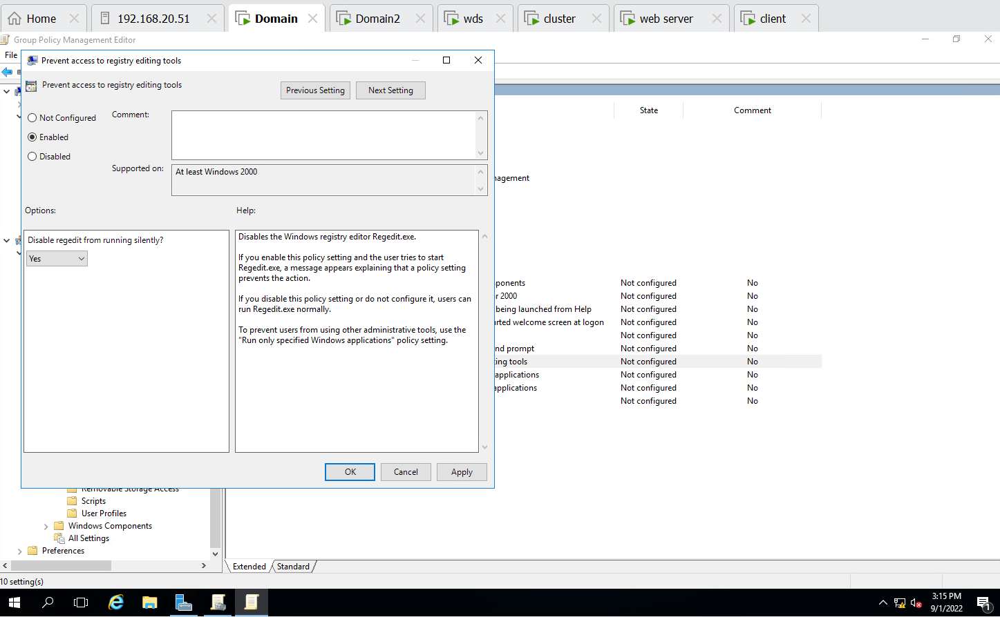 Home
192.168.20.51
Domain
Domain2
wds
cluster
web server
client
Group Policy Management Editor
File
Prevent access to registry editing tools
Prevent access to registry editing tools
Previous Setting
Next Setting
Not Configured
Enabled
Disabled
Comment:
Supported on:
At least Windows 2000
Options:
Help:
Disable regedit from running silently?
Yes
Disables the Windows registry editor Regedit.exe.
If you enable this policy setting and the user tries to start
Regedit.exe, a message appears explaining that a policy setting
prevents the action.
If you disable this policy setting or do not configure it, users can
run Regedit.exe normally.
To prevent users from using other administrative tools, use the
"Run only specified Windows applications" policy setting.
OK
Cancel
Apply
State
Comment
nagement
ponents Not configured No
r 2000 Not configured No
being launched from Help Not configured No
arted welcome screen at logon Not configured No
Not configured No
nd prompt Not configured No
ting tools Not configured No
applications Not configured No
applications Not configured No
Not configured No
Removable Storage Access
Scripts
User Profiles
Windows Components
All Settings
Preferences
Extended
Standard
10 setting(s)
3:15 PM
9/1/2022
1